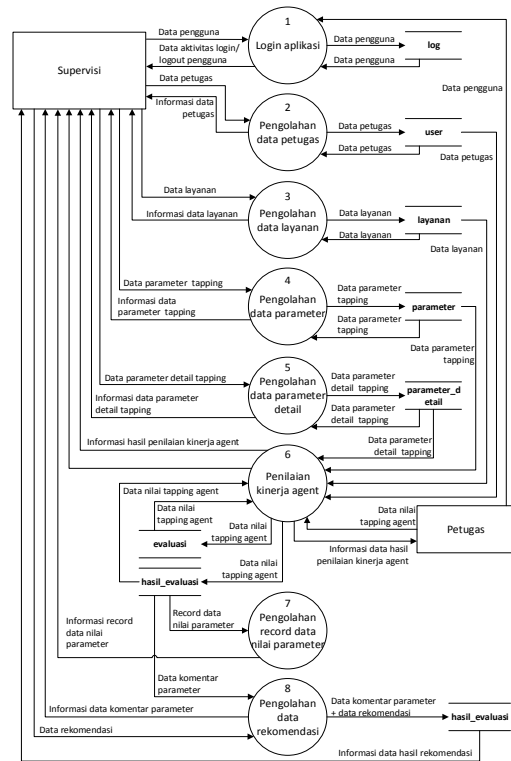 1
Login aplikasi
Data pengguna
Data aktivitas login/
logout pengguna
Data pengguna
log
Data pengguna
Data pengguna
Supervisi
Data petugas
Informasi data
petugas
2
Pengolahan
data petugas
Data petugas
user
Data petugas
Data petugas
Data layanan
Informasi data layanan
3
Pengolahan
data layanan
Data layanan
layanan
Data layanan
Data layanan
Data parameter tapping
Informasi data
parameter tapping
4
Pengolahan
data parameter
Data parameter
tapping
parameter
Data parameter
tapping
Data parameter
tapping
Data parameter detail tapping
Informasi data parameter
detail tapping
5
Pengolahan
data parameter
detail
Data parameter
detail tapping
parameter_d
etail
Data parameter
detail tapping
Data parameter
detail tapping
Informasi hasil penilaian kinerja agent
6
Penilaian
kinerja agent
Data nilai tapping agent
Data nilai
tapping agent
evaluasi
Data nilai
tapping agent
Data nilai
tapping agent
hasil_evaluasi
Data nilai
tapping agent
Petugas
Informasi data hasil
penilaian kinerja agent
Record data
nilai parameter
7
Pengolahan
record data
nilai parameter
Informasi record
data nilai
parameter
Data komentar
parameter
Informasi data komentar parameter
Data rekomendasi
8
Pengolahan
data
rekomendasi
Data komentar parameter
+ data rekomendasi
hasil_evaluasi
Informasi data hasil rekomendasi